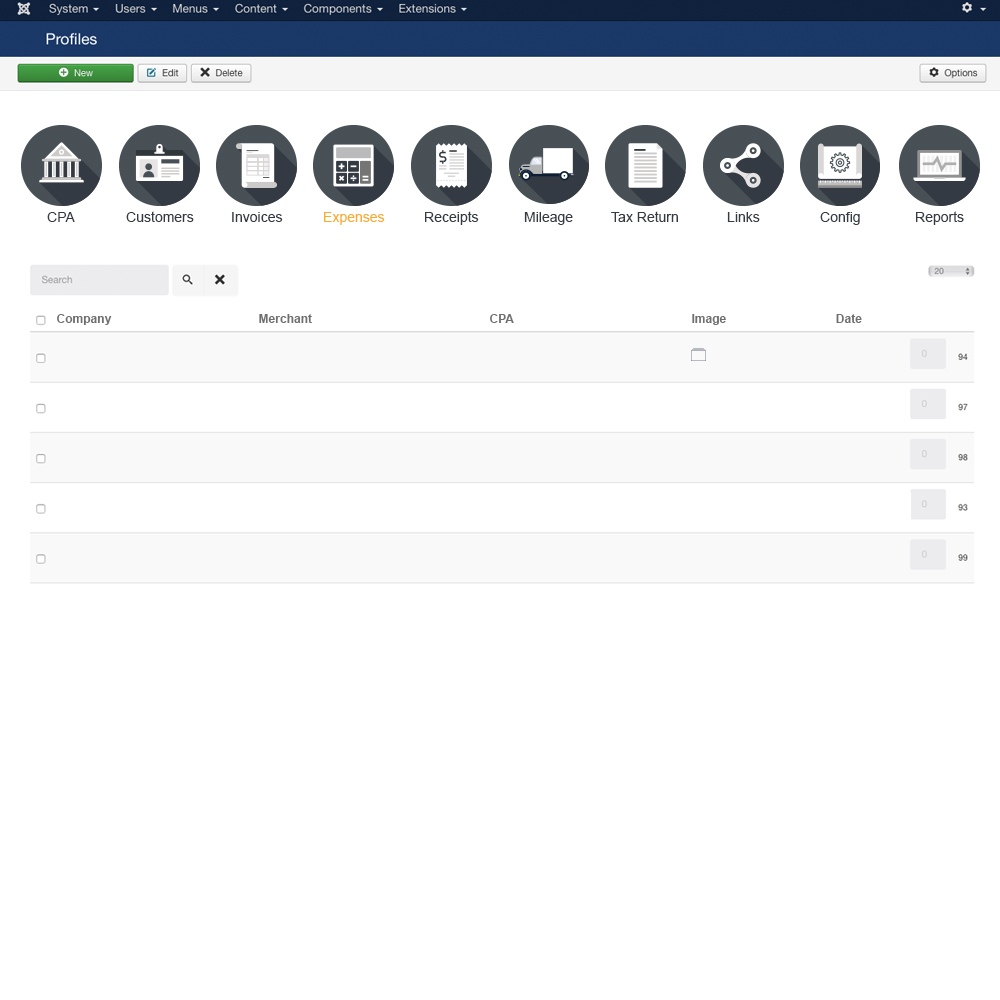 System Users Menus Content Components Extensions
Profiles
New Edit Delete Options
$
CPA Customers Invoices Expenses Receipts Mileage Tax Return Links Config Reports
Search 20
Company Merchant CPA Image Date
0 94
0 97
0 98
0 93
0 99